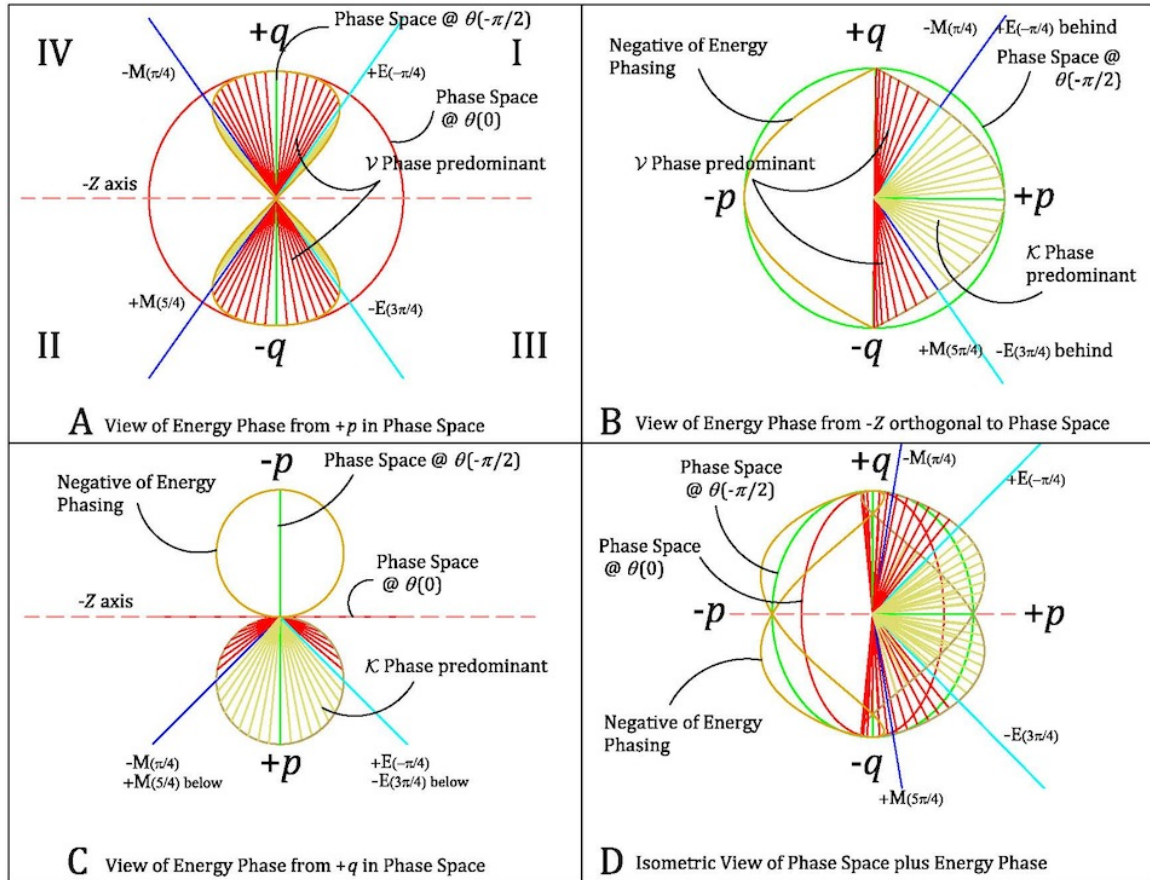 Phase Space @ θ(-π/2)
IV
+q
I
-M(π/4)
+E(-π/4)
Phase Space
@ θ(0)
𝒱 Phase predominant
-Z axis
+M(5/4)
-E(3π/4)
II
-q
III
A View of Energy Phase from +p in Phase Space
-M(π/4) +E(-π/4) behind
+q
Negative of Energy
Phasing
Phase Space @
θ(-π/2)
𝒱 Phase predominant
-p
+p
𝒦 Phase
predominant
-q
+M(5π/4) -E(3π/4) behind
B View of Energy Phase from -Z orthogonal to Phase Space
-p
Phase Space @ θ(-π/2)
Negative of Energy
Phasing
Phase Space
@ θ(0)
-Z axis
𝒦 Phase predominant
-M(π/4)
+M(5/4) below
+p
+E(-π/4)
-E(3π/4) below
C View of Energy Phase from +q in Phase Space
+q
-M(π/4)
Phase Space
@ θ(-π/2)
+E(-π/4)
Phase Space
@ θ(0)
-p
+p
Negative of Energy
Phasing
-E(3π/4)
-q
+M(5π/4)
D Isometric View of Phase Space plus Energy Phase